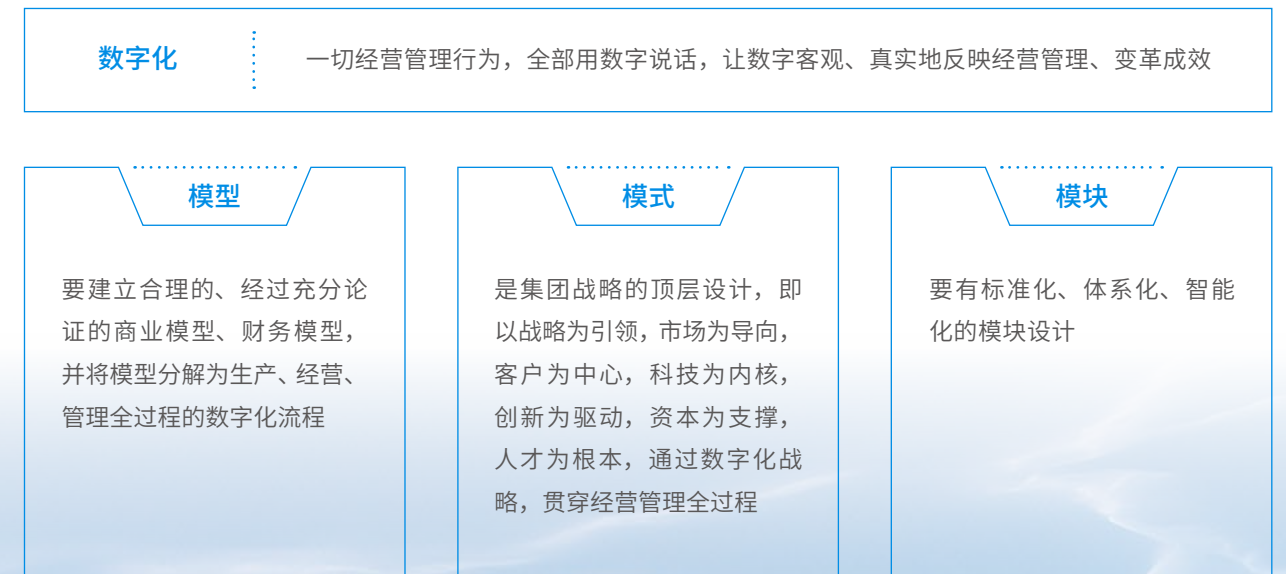 数字化
一切经营管理行为，全部用数字说话，让数字客观、真实地反映经营管理、变革成效
模型
要建立合理的、经过充分论
证的商业模型、财务模型，
并将模型分解为生产、经营、
管理全过程的数字化流程
模式
是集团战略的顶层设计，即
以战略为引领，市场为导向，
客户为中心，科技为内核，
创新为驱动，资本为支撑，
人才为根本，通过数字化战
略，贯穿经营管理全过程
模块
要有标准化、体系化、智能
化的模块设计